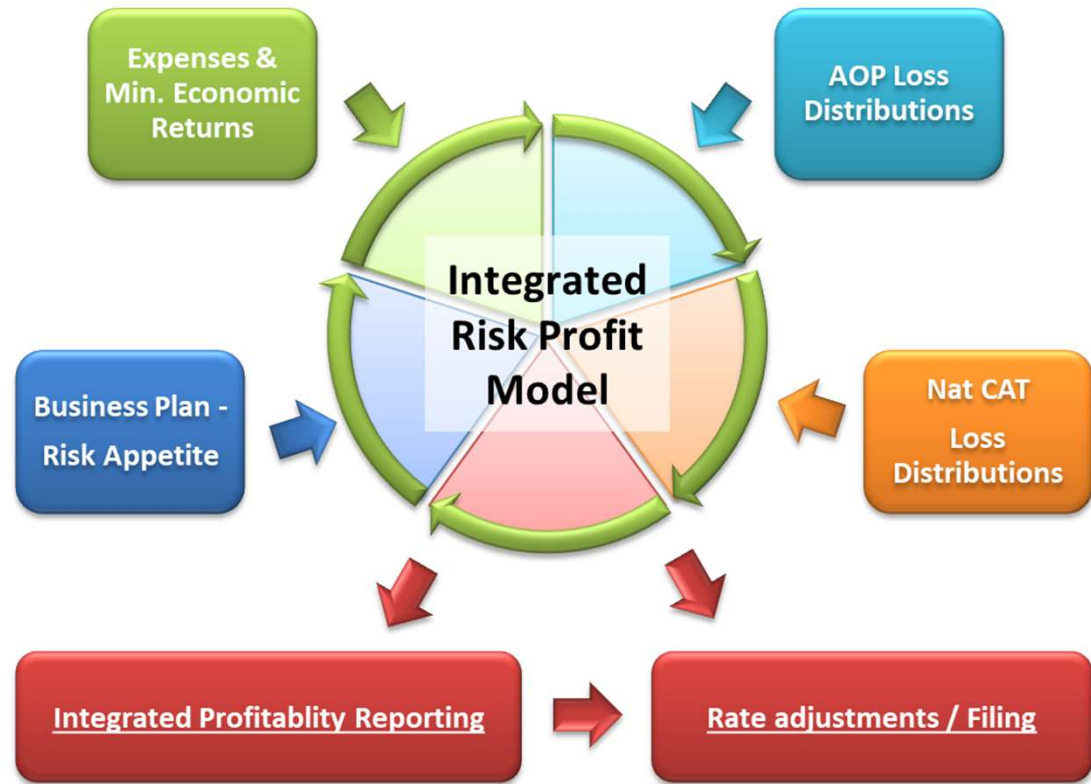 Expenses &
Min. Economic
Returns
AOP Loss
Distributions
Integrated
Risk Profit
Model
Business Plan -
Risk Appetite
Nat CAT
Loss
Distributions
Integrated Profitablity Reporting
Rate adjustments / Filing